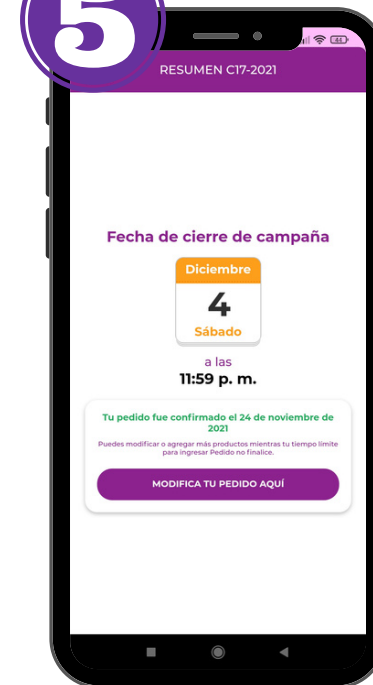 5
44
RESUMEN C17-2021
Fecha de cierre de campaña
Diciembre
4
Sábado
a las
11:59 p. m.
Tu pedido fue confirmado el 24 de noviembre de
2021
Puedes modificar o agregar más productos mientras tu tiempo límite
para ingresar Pedido no finalice.
MODIFICA TU PEDIDO AQUÍ